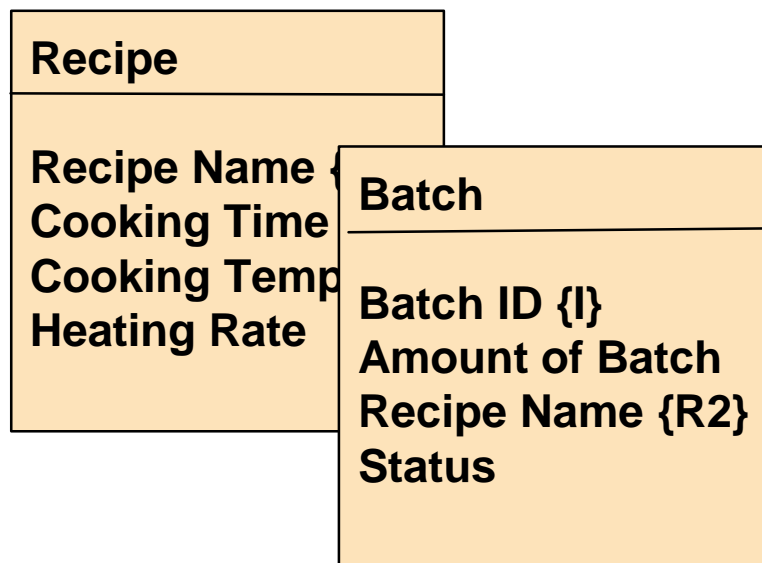 Recipe
Recipe Name {
Cooking Time
Cooking Temp
Heating Rate
Batch
Batch ID {I}
Amount of Batch
Recipe Name {R2}
Status